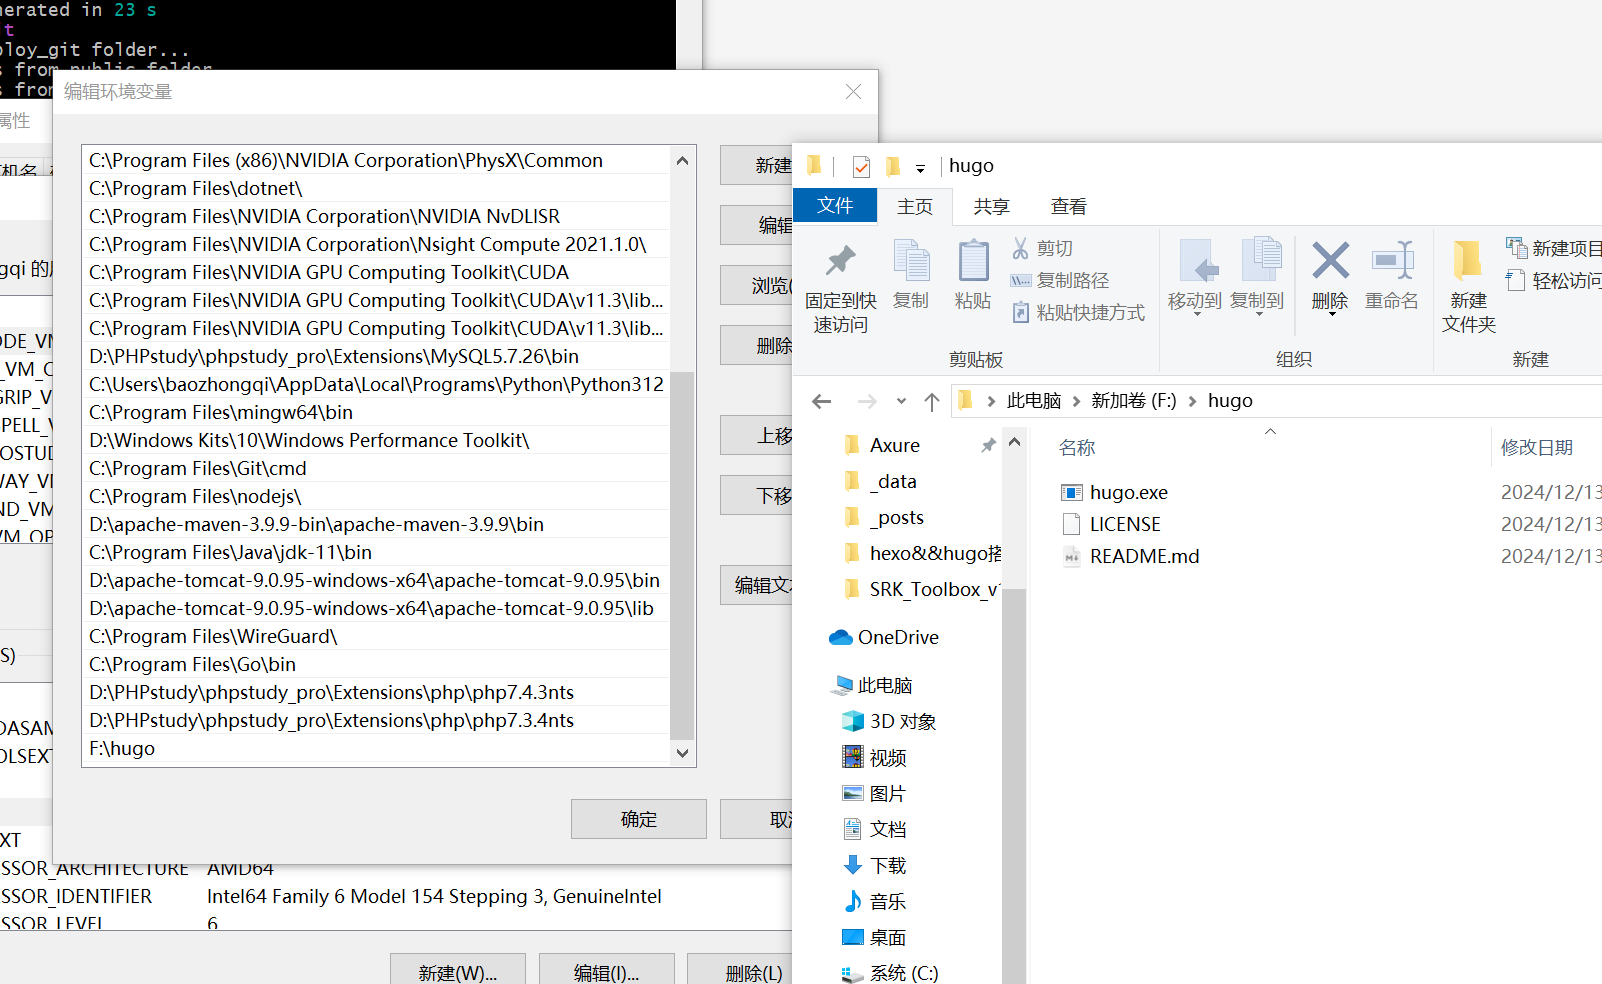 nerated in 23 s
it
ploy_git folder...
s from public folder
s from
编辑环境变量
属性
C:\Program Files (x86)\NVIDIA Corporation\PhysX\Common
C:\Program Files\dotnet\
C:\Program Files\NVIDIA Corporation\NVIDIA NvDLISR
C:\Program Files\NVIDIA Corporation\Nsight Compute 2021.1.0\
C:\Program Files\NVIDIA GPU Computing Toolkit\CUDA
C:\Program Files\NVIDIA GPU Computing Toolkit\CUDA\v11.3\lib...
C:\Program Files\NVIDIA GPU Computing Toolkit\CUDA\v11.3\lib...
D:\PHPstudy\phpstudy_pro\Extensions\MySQL5.7.26\bin
C:\Users\baozhongqi\AppData\Local\Programs\Python\Python312
C:\Program Files\mingw64\bin
D:\Windows Kits\10\Windows Performance Toolkit\
C:\Program Files\Git\cmd
C:\Program Files\nodejs\
D:\apache-maven-3.9.9-bin\apache-maven-3.9.9\bin
C:\Program Files\Java\jdk-11\bin
D:\apache-tomcat-9.0.95-windows-x64\apache-tomcat-9.0.95\bin
D:\apache-tomcat-9.0.95-windows-x64\apache-tomcat-9.0.95\lib
C:\Program Files\WireGuard\
C:\Program Files\Go\bin
D:\PHPstudy\phpstudy_pro\Extensions\php\php7.4.3nts
D:\PHPstudy\phpstudy_pro\Extensions\php\php7.3.4nts
F:\hugo
新建
编辑
浏览(
删除
上移
下移
编辑文
确定
取
机名
gqi 的
ODE_VM
_VM_O
GRIP_V
PELL_V
OSTUD
WAY_VM
ND_VM
VM_OP
S)
DASAM
OLSEXT
EXT
SSOR_ARCHITECTURE AMD64
SSOR_IDENTIFIER Intel64 Family 6 Model 154 Stepping 3, GenuineIntel
SSOR_LEVEL 6
新建(W)... 编辑(I)... 删除(L)
hugo
文件 主页 共享 查看
固定到快
速访问
复制
粘贴
剪切
复制路径
粘贴快捷方式
剪贴板
移动到
复制到
删除
重命名
组织
新建
文件夹
新建项目
轻松访问
新建
此电脑 新加卷 (F:) hugo
Axure
_data
_posts
hexo&&hugo搭
SRK_Toolbox_v
OneDrive
此电脑
3D 对象
视频
图片
文档
下载
音乐
桌面
系统 (C:)
名称 修改日期
hugo.exe 2024/12/13
LICENSE 2024/12/13
README.md 2024/12/13